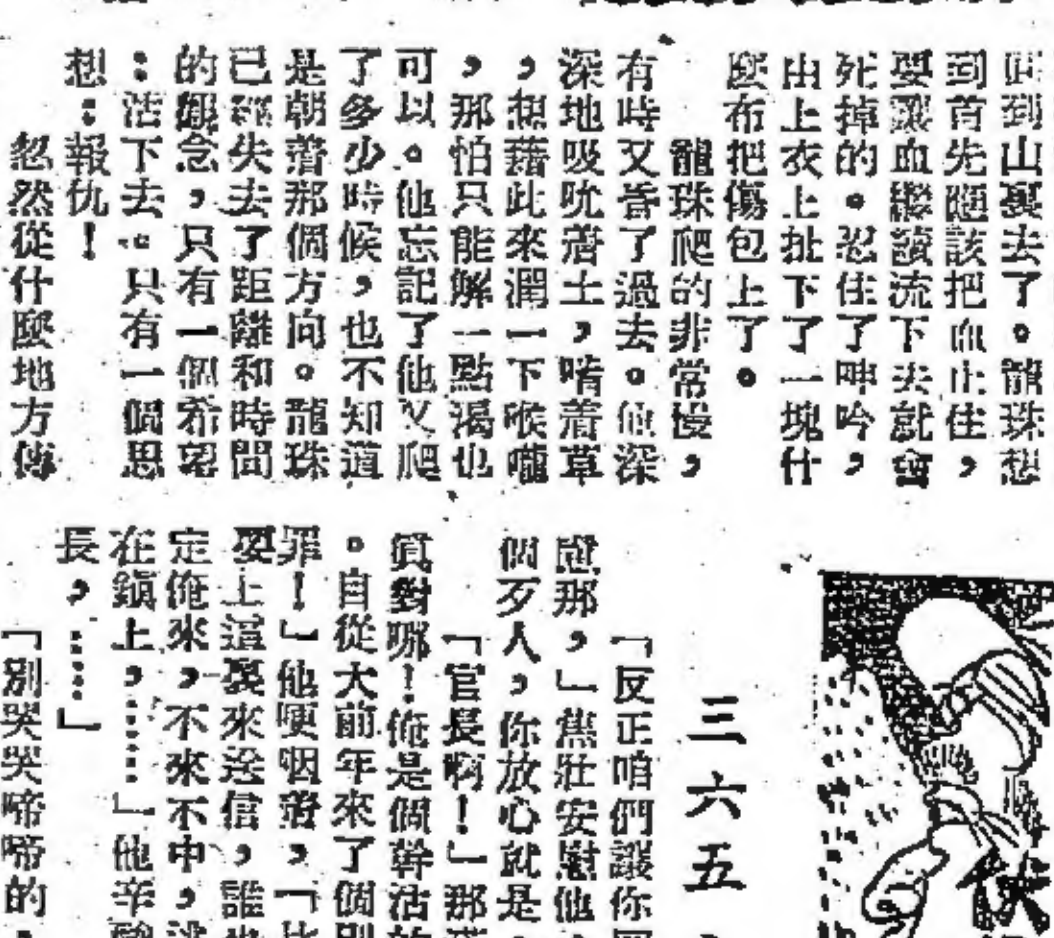 叫到山裏去了。龍珠想
到首先應該把血止住，
要讓血繼續流下去就會
死掉的。忍住了呻吟，
由上衣上扯下了一塊什
麼布把傷包上了。
龍珠爬的非常慢，
有時又昏了過去。他深
深地吸吮着土，啃着草
，想藉此來潤一下喉嚨
，那怕只能解一點渴也
可以。他忘記了他又爬
了多少時候，也不知道
是朝着那個方向。龍珠
已經失去了距離和時間
的觀念，只有一個希望
：活下去。只有一個思
想：報仇！
忽然從什麼地方傳
三六五
「反正咱們讓你
慰那，」焦壯安慰他
個歹人，你放心就是
「官長啊！」那
真對哪！俺是個幹活
。自從大前年來了個
罪！」他哽咽着，「
要上這裏來送信，誰
定俺來，不來不中，
在鎮上，……」他辛
長，……」
「別哭哭啼啼的